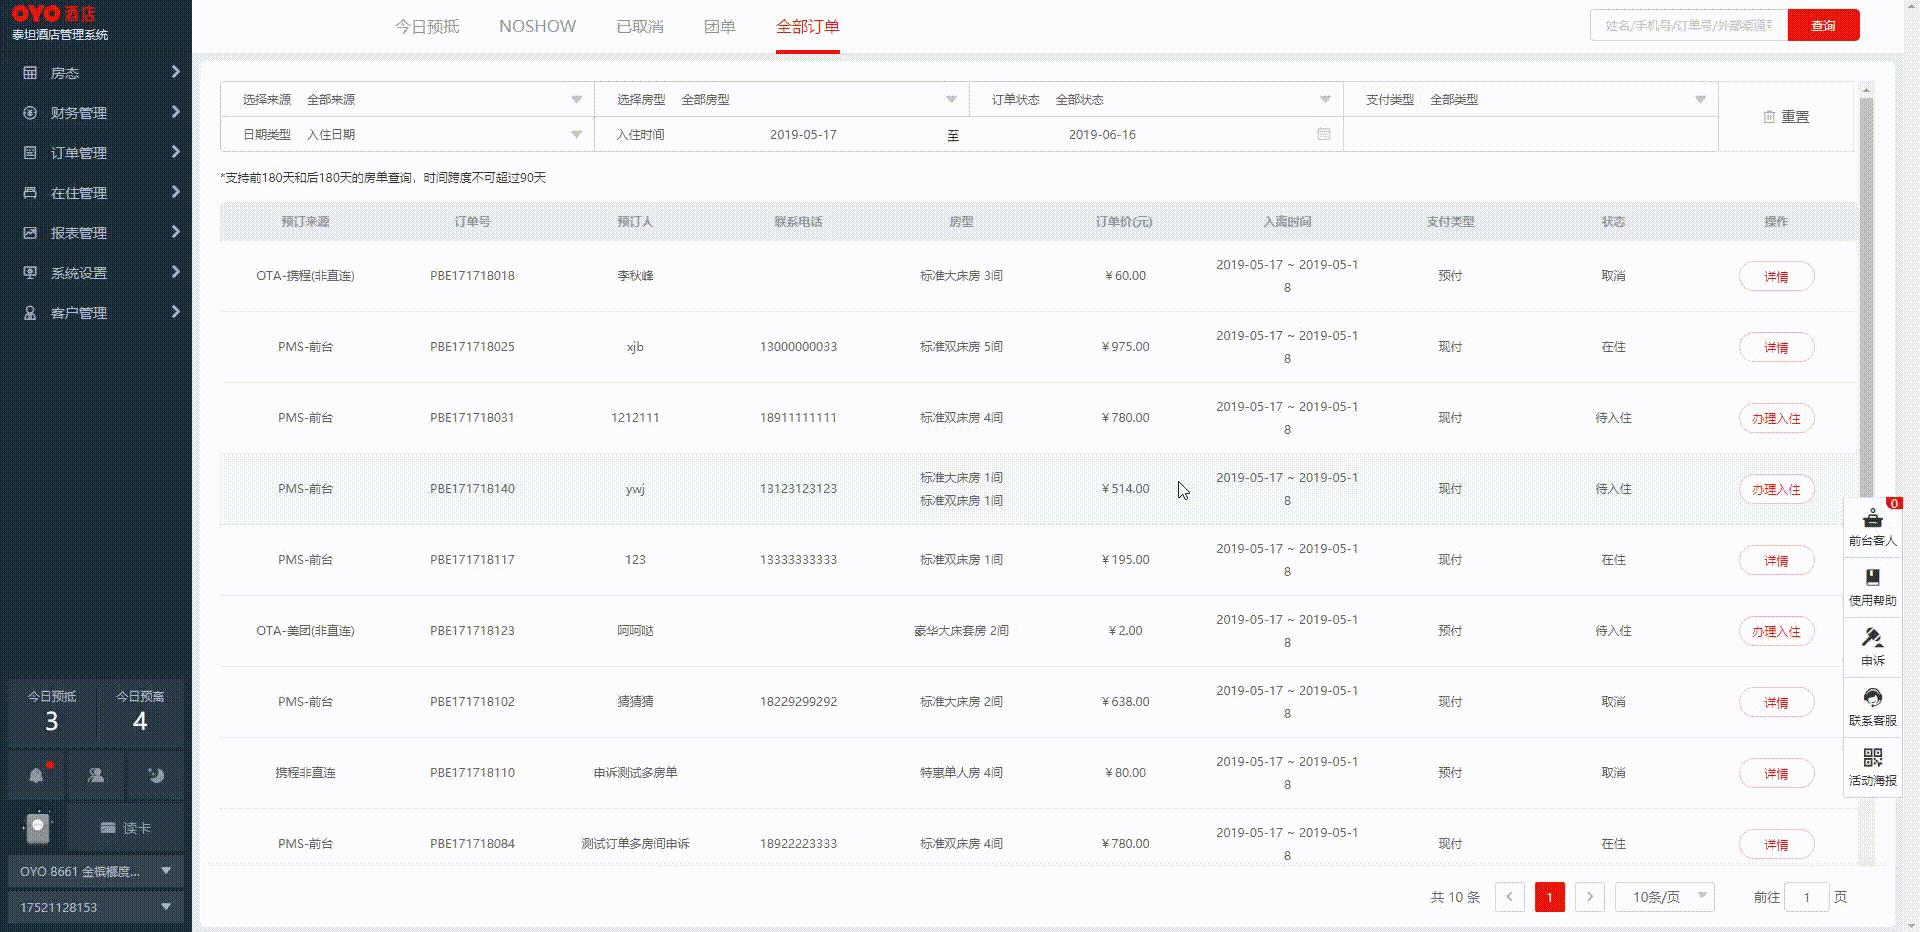 OYO 酒店
泰坦酒店管理系统
房态
财务管理
订单管理
在住管理
报表管理
系统设置
客户管理
今日预抵 今日预离
3 4
读卡
OYO 8661 金槟榔度...
17521128153
今日预抵 NOSHOW 已取消 团单 全部订单
姓名/手机号/订单号/外部渠道号 查询
选择来源 全部来源 选择房型 全部房型 订单状态 全部状态 支付类型 全部类型
重置
日期类型 入住日期 入住时间 2019-05-17 至 2019-06-16
*支持前180天和后180天的房单查询，时间跨度不可超过90天
预订来源 订单号 预订人 联系电话 房型 订单价(元) 入离时间 支付类型 状态 操作
OTA-携程(非直连) PBE171718018 李秋峰 标准大床房 3间 ￥60.00 2019-05-17 ~ 2019-05-1
8 预付 取消 详情
PMS-前台 PBE171718025 xjb 13000000033 标准双床房 5间 ￥975.00 2019-05-17 ~ 2019-05-1
8 现付 在住 详情
PMS-前台 PBE171718031 1212111 18911111111 标准双床房 4间 ￥780.00 2019-05-17 ~ 2019-05-1
8 现付 待入住 办理入住
PMS-前台 PBE171718140 ywj 13123123123 标准大床房 1间
标准双床房 1间 ￥514.00 2019-05-17 ~ 2019-05-1
8 现付 待入住 办理入住
PMS-前台 PBE171718117 123 13333333333 标准双床房 1间 ￥195.00 2019-05-17 ~ 2019-05-1
8 现付 在住 详情
OTA-美团(非直连) PBE171718123 呵呵哒 豪华大床套房 2间 ￥2.00 2019-05-17 ~ 2019-05-1
8 预付 待入住 办理入住
PMS-前台 PBE171718102 猜猜猜 18229299292 标准大床房 2间 ￥638.00 2019-05-17 ~ 2019-05-1
8 现付 取消 详情
携程非直连 PBE171718110 申诉测试多房单 特惠单人房 4间 ￥80.00 2019-05-17 ~ 2019-05-1
8 预付 取消 详情
PMS-前台 PBE171718084 测试订单多房间申诉 18922223333 标准双床房 4间 ￥780.00 2019-05-17 ~ 2019-05-1
8 现付 在住 详情
共 10 条 1 10条/页 前往 1 页
0
前台客人
使用帮助
申诉
联系客服
活动海报